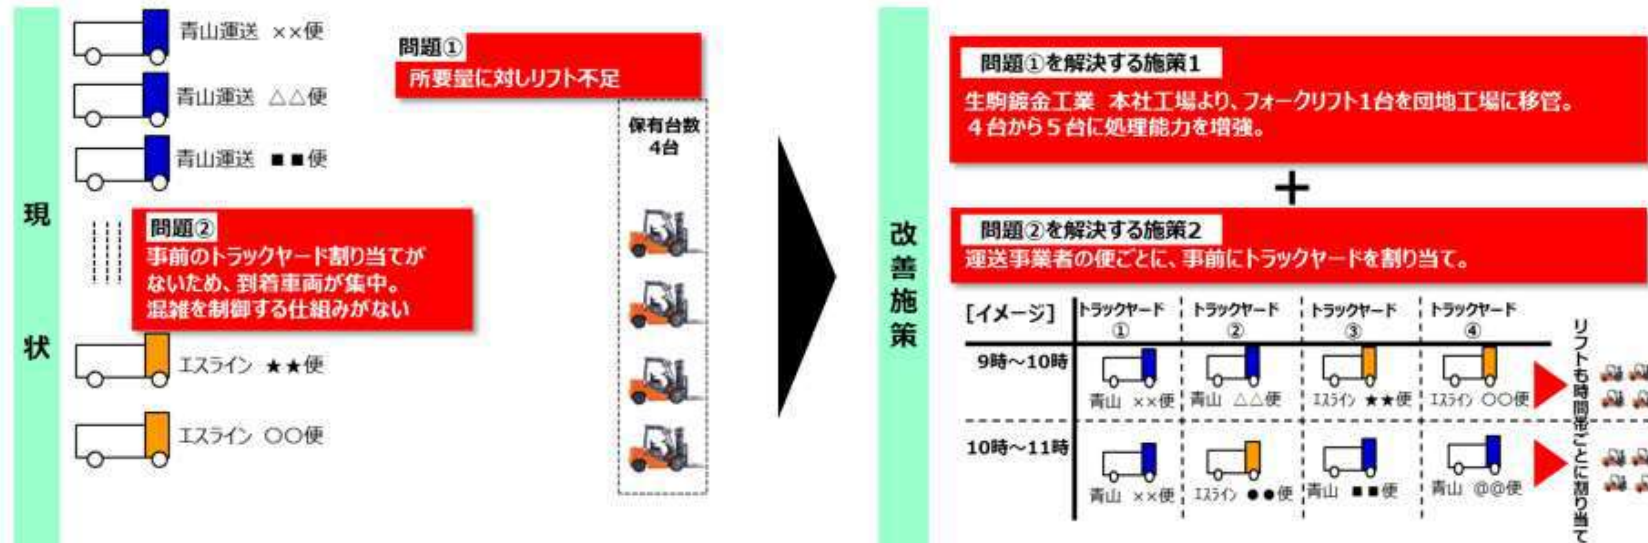 現状
青山運送 ××便
青山運送 △△便
青山運送 ■■便
エスライン ★★便
エスライン 〇〇便
問題①
所要量に対しリフト不足
保有台数
4台
問題②
事前のトラックヤード割り当てが
ないため、到着車両が集中。
混雑を制御する仕組みがない
改善施策
問題①を解決する施策1
生駒鍍金工業 本社工場より、フォークリフト1台を団地工場に移管。
４台から５台に処理能力を増強。
+
問題②を解決する施策2
運送事業者の便ごとに、事前にトラックヤードを割り当て。
[イメージ]
トラックヤード
①
トラックヤード
②
トラックヤード
③
トラックヤード
④
9時～10時
青山 ××便
青山 △△便
エスライン ★★便
エスライン 〇〇便
10時～11時
青山 ××便
エスライン ●●便
青山 ■■便
青山 @@便
リフトも時間帯ごとに割り当て